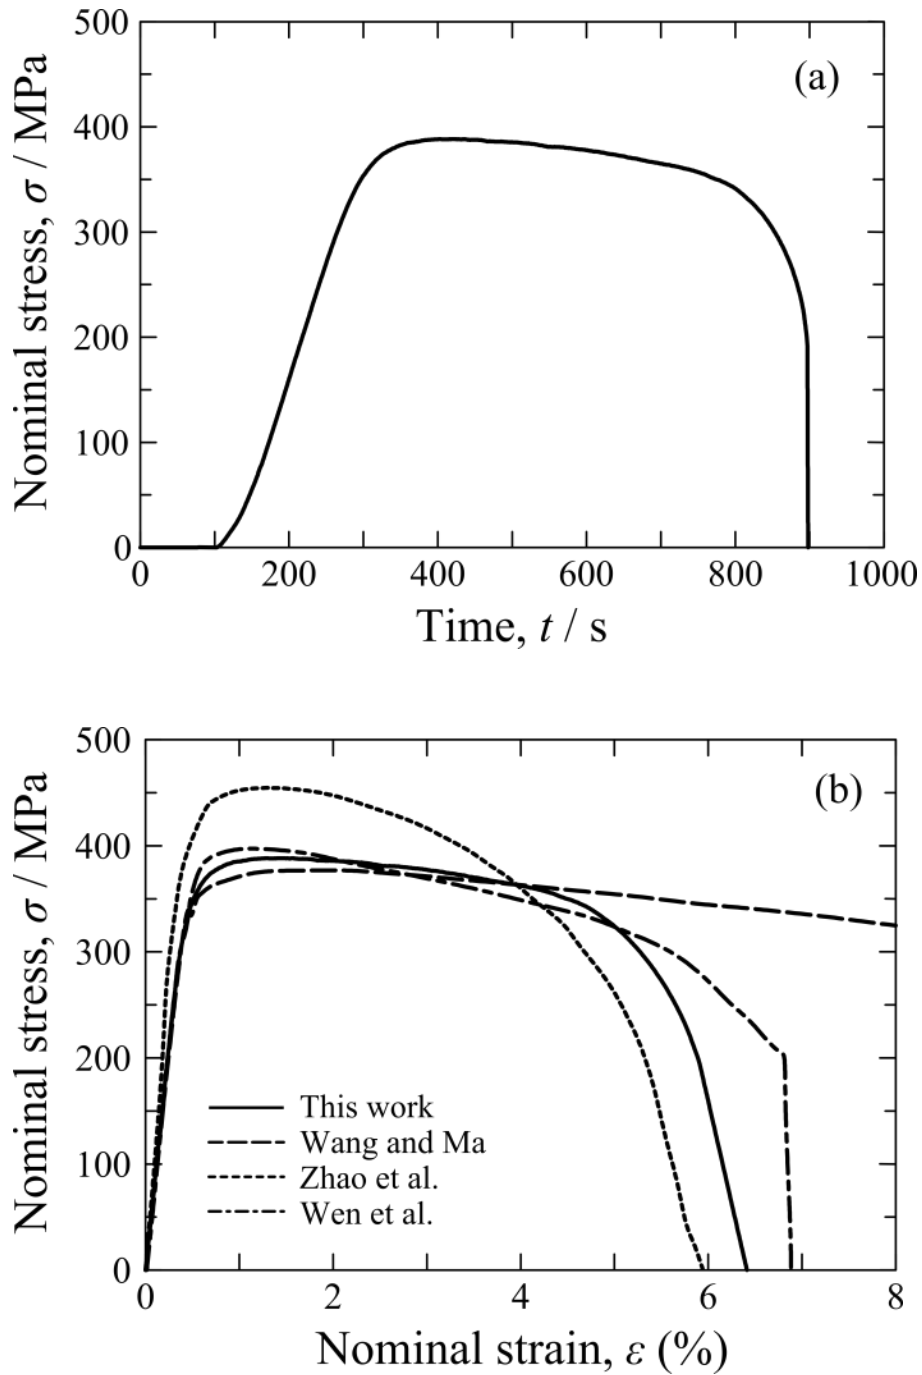 500
(a)
400
300
200
100
0
Nominal stress, σ / MPa
0 200 400 600 800 1000
Time, t / s
500
(b)
400
300
200
100
0
Nominal stress, σ / MPa
This work
Wang and Ma
Zhao et al.
Wen et al.
0 2 4 6 8
Nominal strain, ε (%)